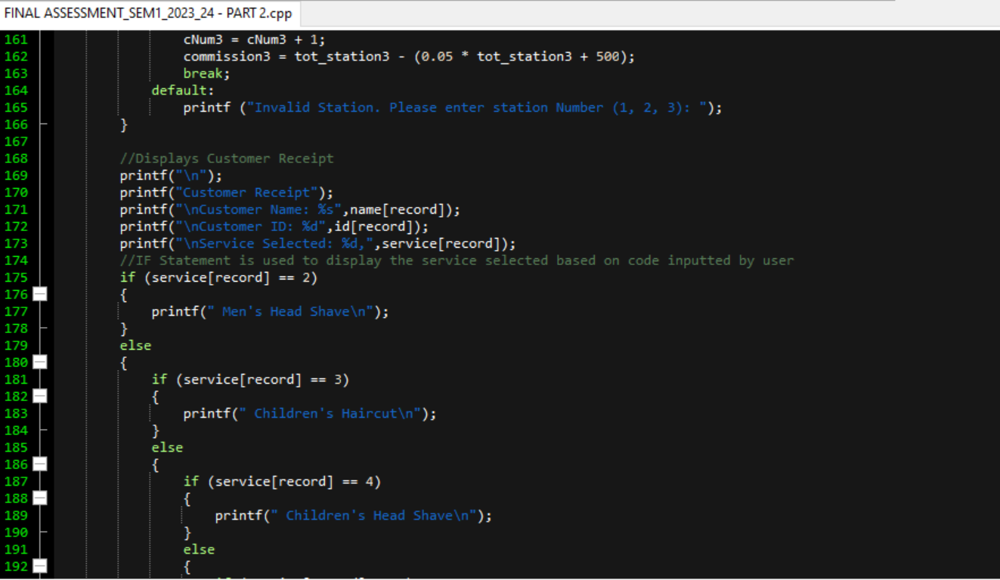 FINAL ASSESSMENT_SEM1_2023_24 - PART 2.cpp
161 cNum3 = cNum3 + 1;
162 commission3 = tot_station3 - (0.05 * tot_station3 + 500);
163 break;
164 default:
165 printf ("Invalid Station. Please enter station Number (1, 2, 3): ");
166 }
167
168 //Displays Customer Receipt
169 printf("\n");
170 printf("Customer Receipt");
171 printf("\nCustomer Name: %s",name[record]);
172 printf("\nCustomer ID: %d",id[record]);
173 printf("\nService Selected: %d,",service[record]);
174 //IF Statement is used to display the service selected based on code inputted by user
175 if (service[record] == 2)
176 {
177 printf(" Men's Head Shave\n");
178 }
179 else
180 {
181 if (service[record] == 3)
182 {
183 printf(" Children's Haircut\n");
184 }
185 else
186 {
187 if (service[record] == 4)
188 {
189 printf(" Children's Head Shave\n");
190 }
191 else
192 {